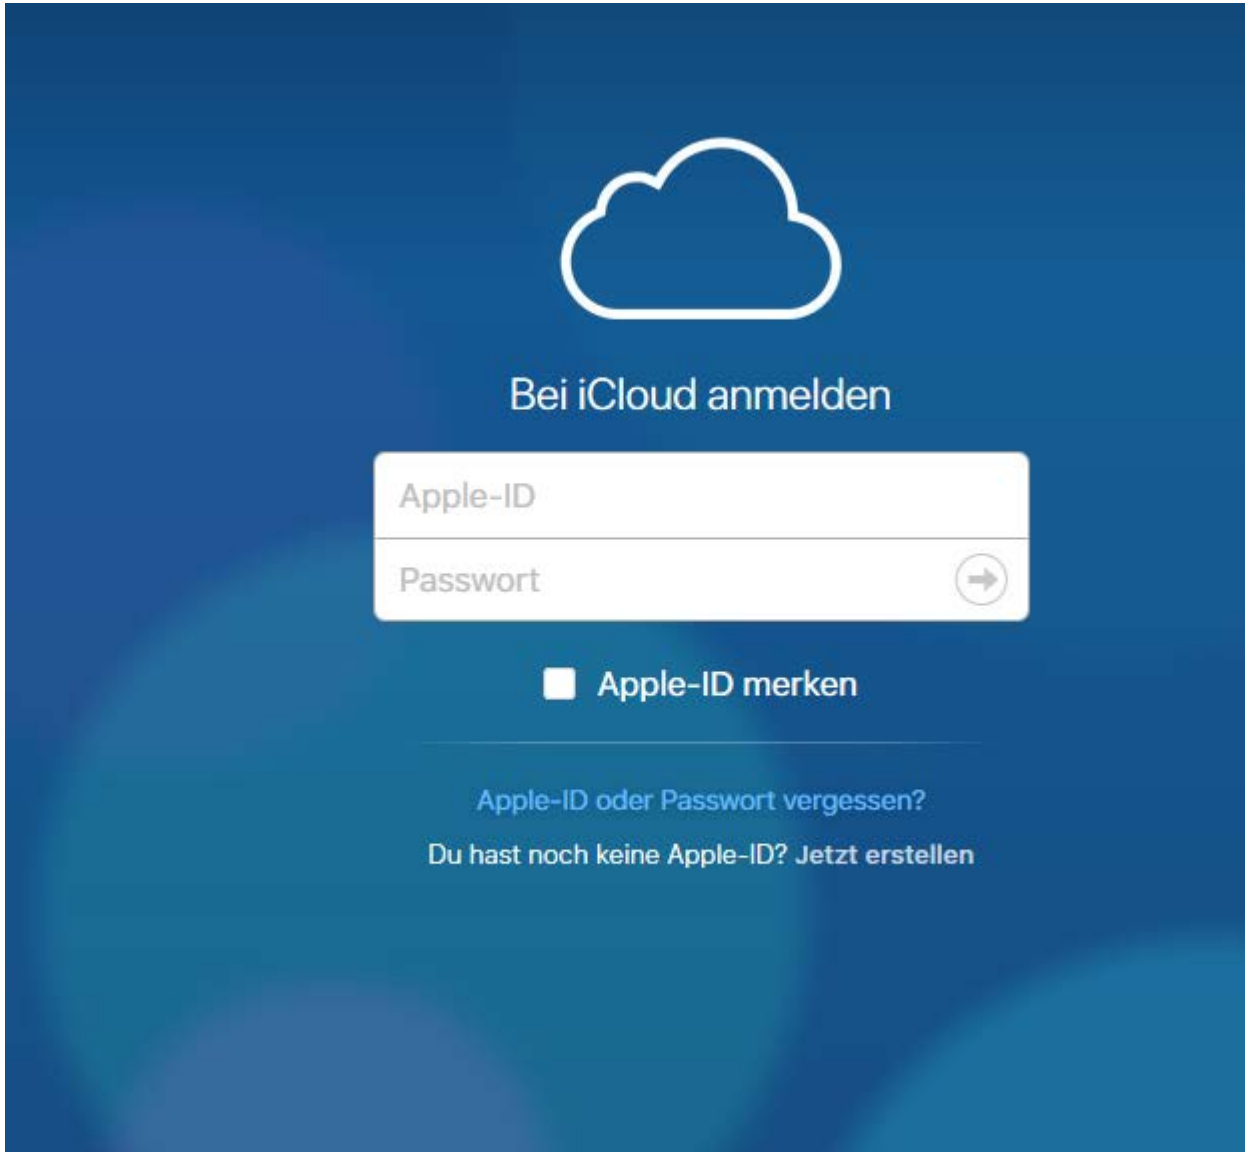 Bei iCloud anmelden
Apple-ID
Passwort
Apple-ID merken
Apple-ID oder Passwort vergessen?
Du hast noch keine Apple-ID? Jetzt erstellen